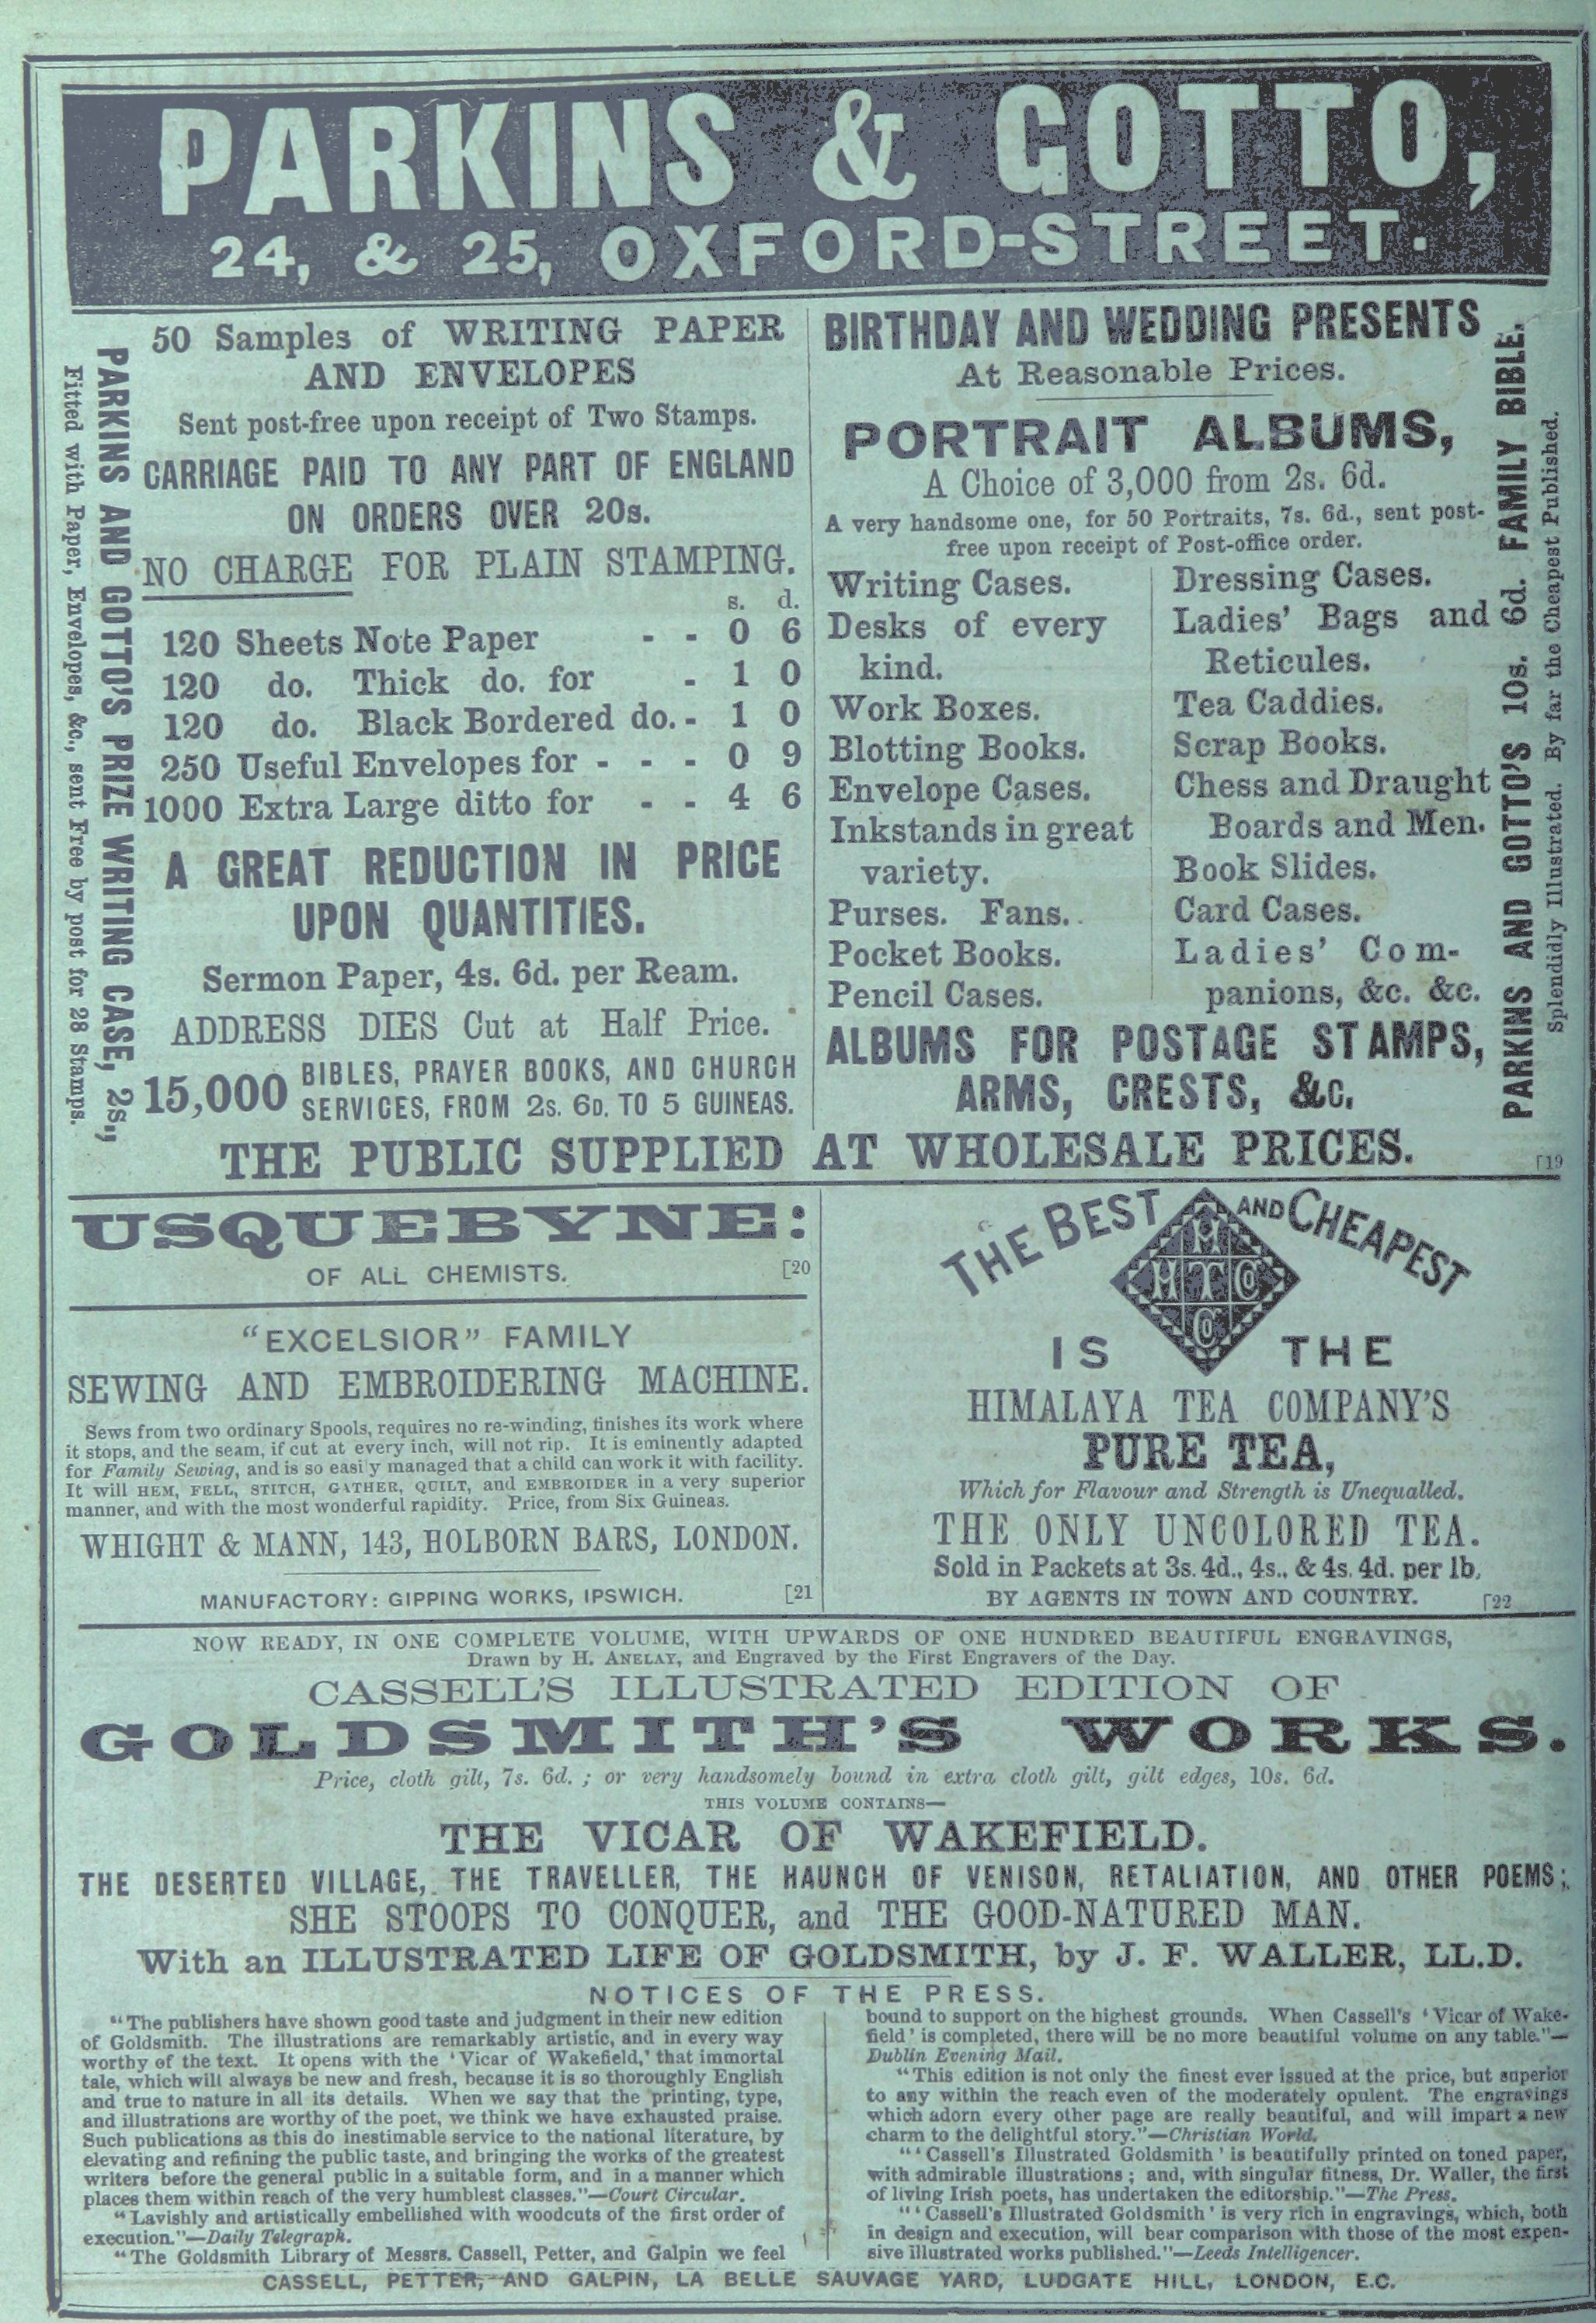 PARKINS & GOTTO,
24, & 25, OXFORD-STREET.
Fitted with Paper, Envelopes, &c., sent Free by post for 28 Stamps.
PARKINS AND GOTTO'S PRIZE WRITING CASE, 2s.,
50 Samples of WRITING PAPER
AND ENVELOPES
Sent post-free upon receipt of Two Stamps.
CARRIAGE PAID TO ANY PART OF ENGLAND
ON ORDERS OVER 20s.
NO CHARGE FOR PLAIN STAMPING.
s. d.
120 Sheets Note Paper - - 0 6
120 do. Thick do. for - 1 0
120 do. Black Bordered do. - 1 0
250 Useful Envelopes for - - - 0 9
1000 Extra Large ditto for - - 4 6
A GREAT REDUCTION IN PRICE
UPON QUANTITIES.
Sermon Paper, 4s. 6d. per Ream.
ADDRESS DIES Cut at Half Price.
15,000 BIBLES, PRAYER BOOKS, AND CHURCH
SERVICES, FROM 2s. 6D. TO 5 GUINEAS.
BIRTHDAY AND WEDDING PRESENTS
At Reasonable Prices.
PORTRAIT ALBUMS,
A Choice of 3,000 from 2s. 6d.
A very handsome one, for 50 Portraits, 7s. 6d., sent post-
free upon receipt of Post-office order.
Writing Cases.
Desks of every
kind.
Work Boxes.
Blotting Books.
Envelope Cases.
Inkstands in great
variety.
Purses. Fans.
Pocket Books.
Pencil Cases.
Dressing Cases.
Ladies' Bags and
Reticules.
Tea Caddies.
Scrap Books.
Chess and Draught
Boards and Men.
Book Slides.
Card Cases.
Ladies' Com-
panions, &c. &c.
ALBUMS FOR POSTAGE STAMPS,
ARMS, CRESTS, &c.
PARKINS AND GOTTO'S 10s. 6d. FAMILY BIBLE.
Splendidly Illustrated. By far the Cheapest Published.
THE PUBLIC SUPPLIED AT WHOLESALE PRICES.
[19
USQUEBYNE:
OF ALL CHEMISTS. [20
"EXCELSIOR" FAMILY
SEWING AND EMBROIDERING MACHINE.
Sews from two ordinary Spools, requires no re-winding, finishes its work where
it stops, and the seam, if cut at every inch, will not rip. It is eminently adapted
for Family Sewing, and is so easi y managed that a child can work it with facility.
It will HEM, FELL, STITCH, GATHER, QUILT, and EMBROIDER in a very superior
manner, and with the most wonderful rapidity. Price, from Six Guineas.
WHIGHT & MANN, 143, HOLBORN BARS, LONDON.
MANUFACTORY: GIPPING WORKS, IPSWICH. [21
THE BEST AND CHEAPEST
H
H T CO
C
IS THE
HIMALAYA TEA COMPANY'S
PURE TEA,
Which for Flavour and Strength is Unequalled.
THE ONLY UNCOLORED TEA.
Sold in Packets at 3s. 4d., 4s., & 4s. 4d. per lb.
BY AGENTS IN TOWN AND COUNTRY. [22
NOW READY, IN ONE COMPLETE VOLUME, WITH UPWARDS OF ONE HUNDRED BEAUTIFUL ENGRAVINGS,
Drawn by H. ANELAY, and Engraved by the First Engravers of the Day.
CASSELL'S ILLUSTRATED EDITION OF
GOLDSMITH'S WORKS.
Price, cloth gilt, 7s. 6d.; or very handsomely bound in extra cloth gilt, gilt edges, 10s. 6d.
THIS VOLUME CONTAINS—
THE VICAR OF WAKEFIELD.
THE DESERTED VILLAGE, THE TRAVELLER, THE HAUNCH OF VENISON, RETALIATION, AND OTHER POEMS;
SHE STOOPS TO CONQUER, and THE GOOD-NATURED MAN.
With an ILLUSTRATED LIFE OF GOLDSMITH, by J. F. WALLER, LL.D.
NOTICES OF THE PRESS.
"The publishers have shown good taste and judgment in their new edition
of Goldsmith. The illustrations are remarkably artistic, and in every way
worthy of the text. It opens with the 'Vicar of Wakefield,' that immortal
tale, which will always be new and fresh, because it is so thoroughly English
and true to nature in all its details. When we say that the printing, type,
and illustrations are worthy of the poet, we think we have exhausted praise.
Such publications as this do inestimable service to the national literature, by
elevating and refining the public taste, and bringing the works of the greatest
writers before the general public in a suitable form, and in a manner which
places them within reach of the very humblest classes."—Court Circular.
"Lavishly and artistically embellished with woodcuts of the first order of
execution."—Daily Telegraph.
"The Goldsmith Library of Messrs. Cassell, Petter, and Galpin we feel
bound to support on the highest grounds. When Cassell's 'Vicar of Wake-
field' is completed, there will be no more beautiful volume on any table."—
Dublin Evening Mail.
"This edition is not only the finest ever issued at the price, but superior
to any within the reach even of the moderately opulent. The engravings
which adorn every other page are really beautiful, and will impart a new
charm to the delightful story."—Christian World.
"'Cassell's Illustrated Goldsmith' is beautifully printed on toned paper,
with admirable illustrations; and, with singular fitness, Dr. Waller, the first
of living Irish poets, has undertaken the editorship."—The Press.
"'Cassell's Illustrated Goldsmith' is very rich in engravings, which, both
in design and execution, will bear comparison with those of the most expen-
sive illustrated works published."—Leeds Intelligencer.
CASSELL, PETTER, AND GALPIN, LA BELLE SAUVAGE YARD, LUDGATE HILL, LONDON, E.C.